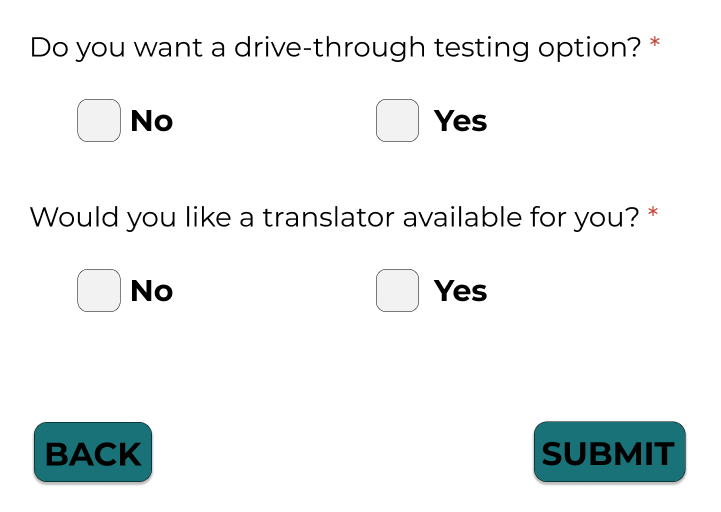 Do you want a drive-through testing option? *
No Yes
Would you like a translator available for you? *
No Yes
BACK SUBMIT